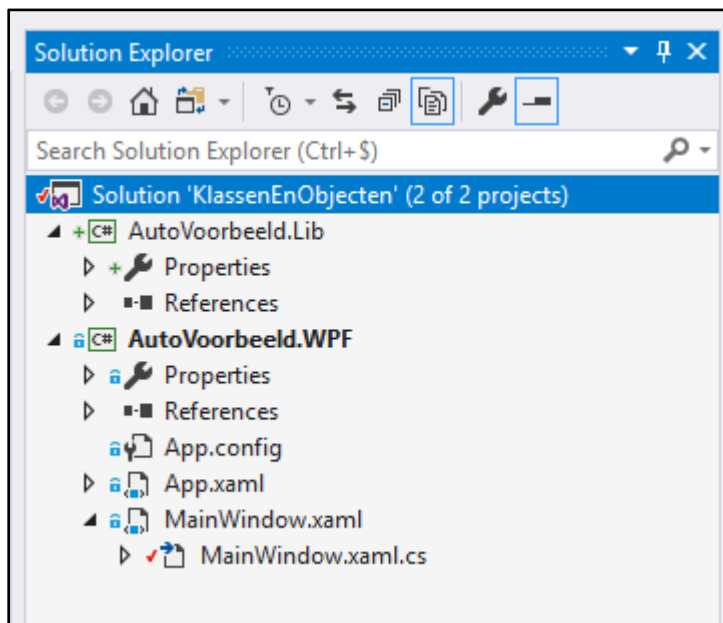 Solution Explorer
Search Solution Explorer (Ctrl+$)
Solution 'KlassenEnObjecten' (2 of 2 projects)
C# AutoVoorbeeld.Lib
Properties
References
C# AutoVoorbeeld.WPF
Properties
References
App.config
App.xaml
MainWindow.xaml
MainWindow.xaml.cs